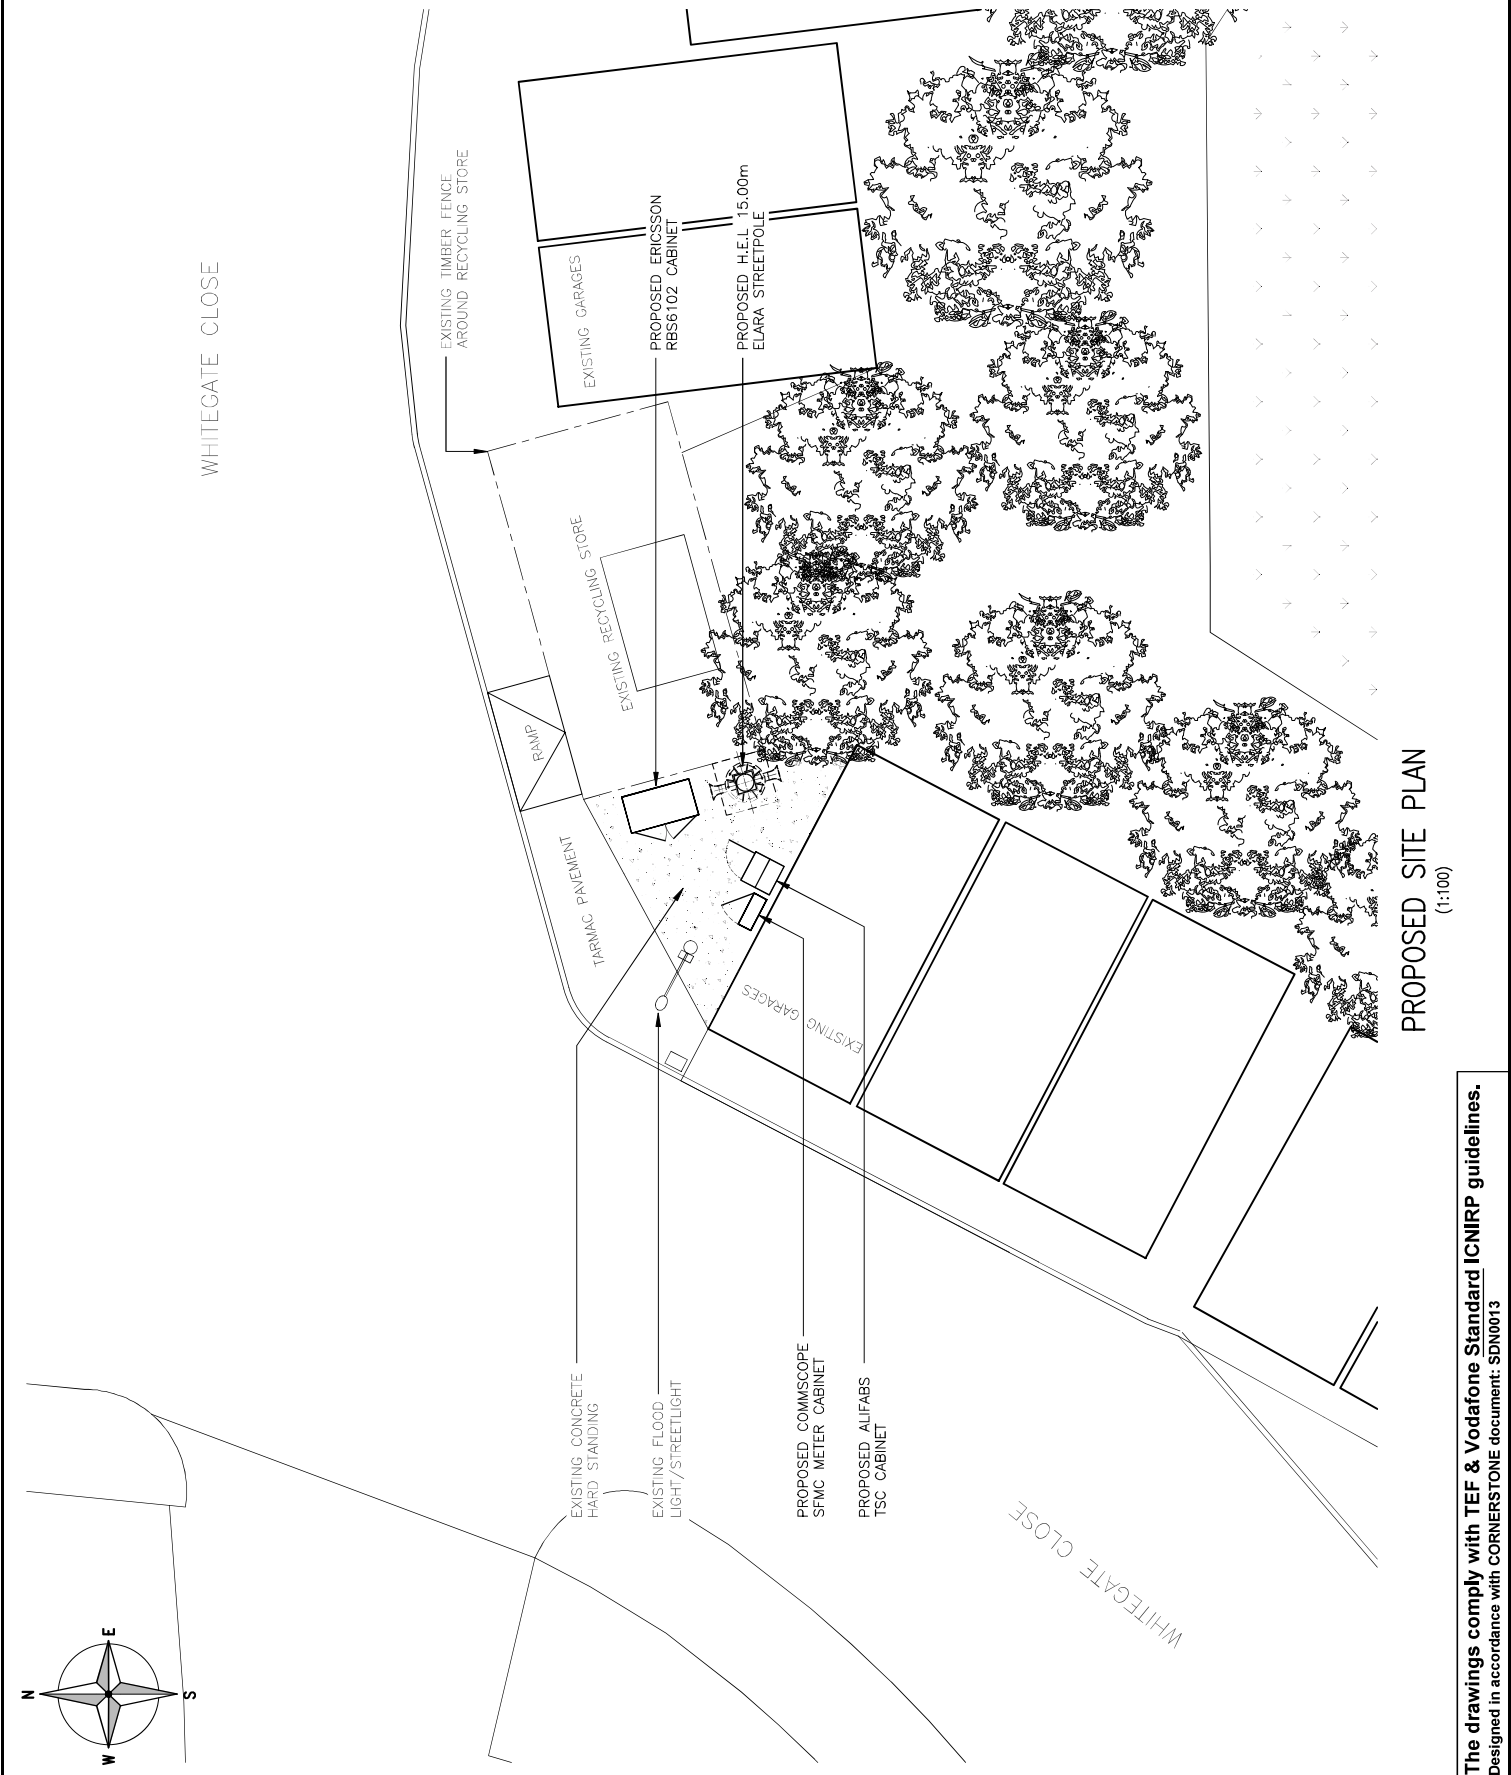 N
E
S
W
WHITEGATE CLOSE
EXISTING TIMBER FENCE
AROUND RECYCLING STORE
EXISTING GARAGES
PROPOSED ERICSSON
RBS6102 CABINET
PROPOSED H.E.L 15.00m
ELARA STREETPOLE
EXISTING RECYCLING STORE
RAMP
TARMAC PAVEMENT
EXISTING GARAGES
EXISTING CONCRETE
HARD STANDING
EXISTING FLOOD
LIGHT/STREETLIGHT
PROPOSED COMMSCOPE
SFMC METER CABINET
PROPOSED ALIFABS
TSC CABINET
WHITEGATE CLOSE
PROPOSED SITE PLAN
(1:100)
The drawings comply with TEF & Vodafone Standard ICNIRP guidelines.
Designed in accordance with CORNERSTONE document: SDN0013